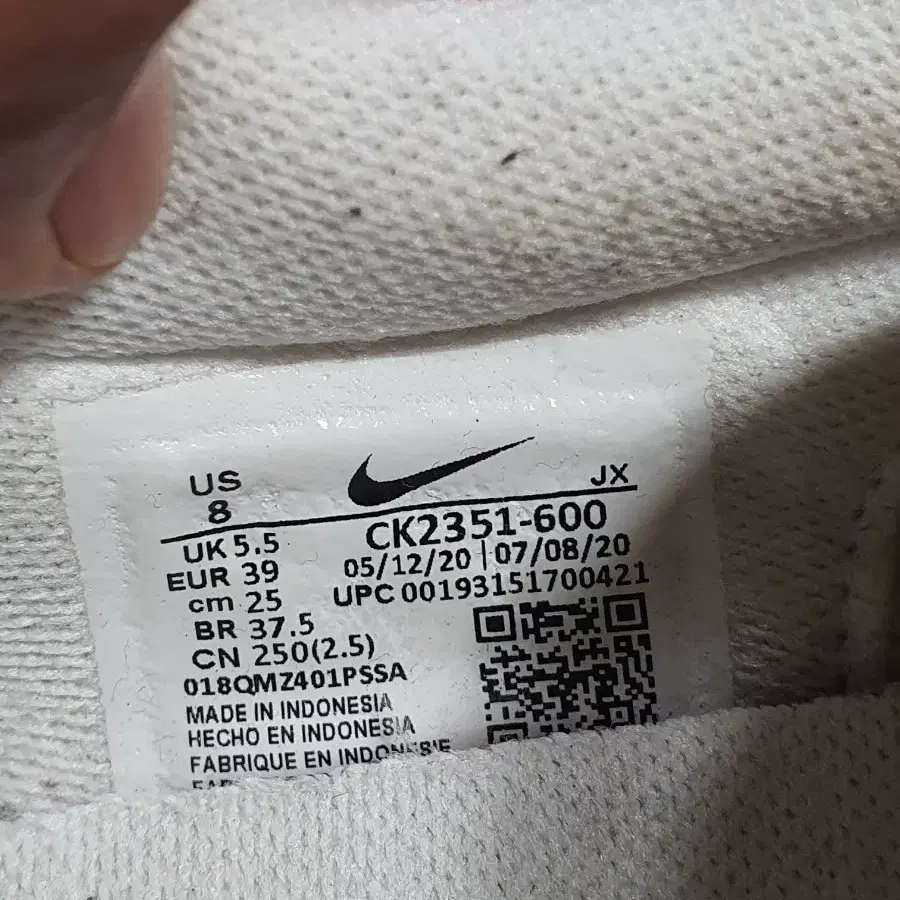 US
8
JX
UK 5.5
EUR 39
cm 25
BR 37.5
CN 250(2.5)
CK2351-600
05/12/20 | 07/08/20
UPC 00193151700421
018QMZ401PSSA
MADE IN INDONESIA
HECHO EN INDONESIA
FABRIQUE EN INDONESIE